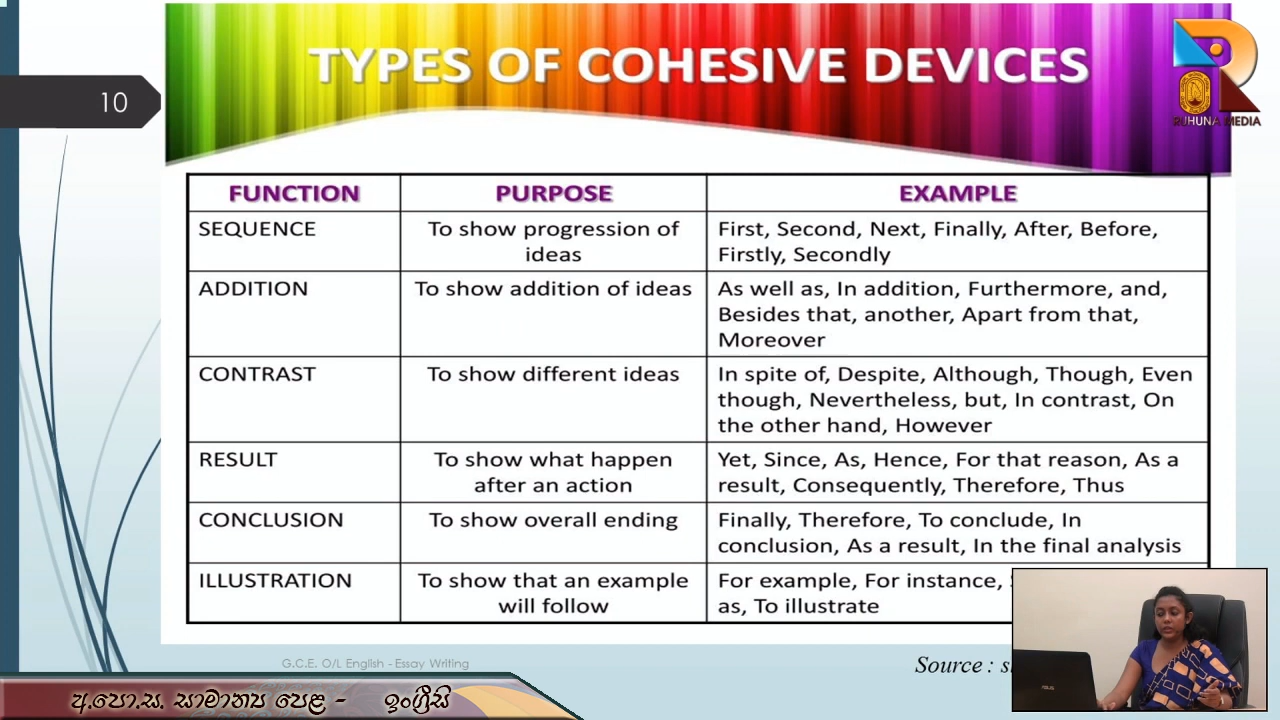 TYPES OF COHESIVE DEVICES
10
RUHUNA MEDIA
FUNCTION PURPOSE EXAMPLE
SEQUENCE
To show progression of
ideas
First, Second, Next, Finally, After, Before,
Firstly, Secondly
ADDITION
To show addition of ideas
As well as, In addition, Furthermore, and,
Besides that, another, Apart from that,
Moreover
CONTRAST
To show different ideas
In spite of, Despite, Although, Though, Even
though, Nevertheless, but, In contrast, On
the other hand, However
RESULT
To show what happen
after an action
Yet, Since, As, Hence, For that reason, As a
result, Consequently, Therefore, Thus
CONCLUSION
To show overall ending
Finally, Therefore, To conclude, In
conclusion, As a result, In the final analysis
ILLUSTRATION
To show that an example
will follow
For example, For instance,
as, To illustrate
G.C.E. O/L English - Essay Writing
Source :
අ.පො.ස. සාමාන්‍ය පෙළ - ඉංග්‍රීසි
ASUS